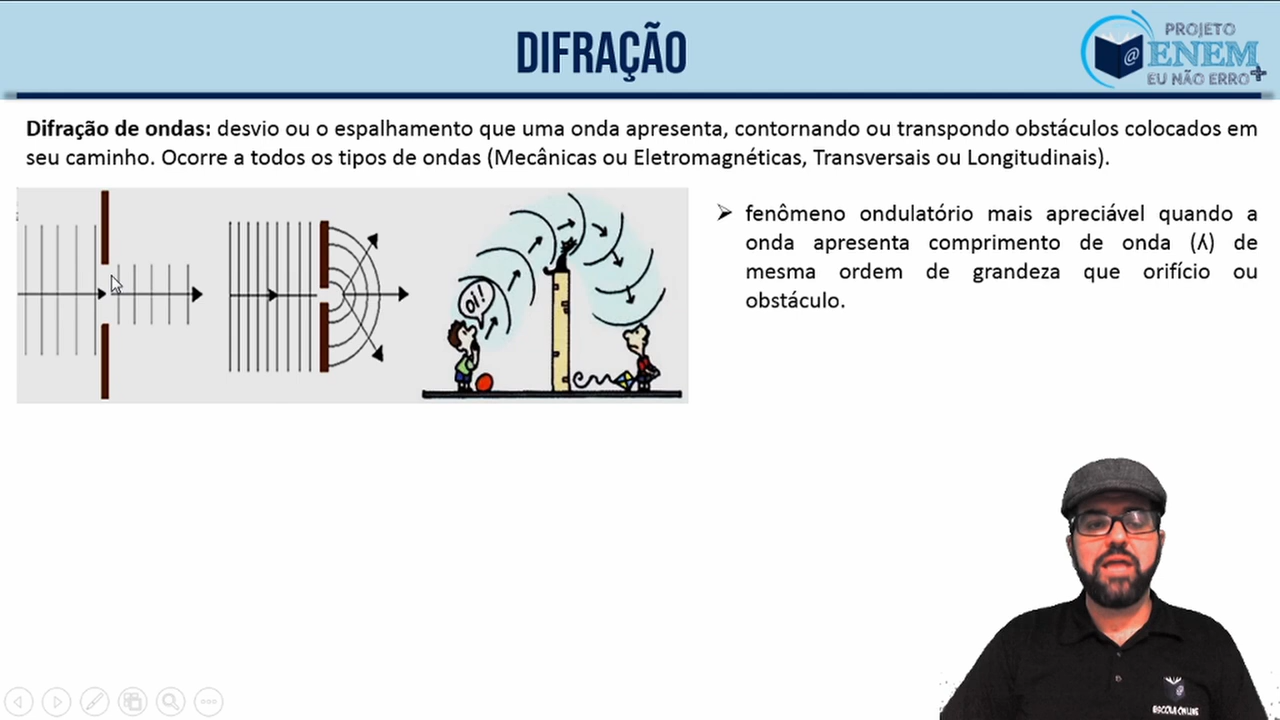 DIFRAÇÃO
PROJETO
ENEM+
EU NÃO ERRO
Difração de ondas: desvio ou o espalhamento que uma onda apresenta, contornando ou transpondo obstáculos colocados em
seu caminho. Ocorre a todos os tipos de ondas (Mecânicas ou Eletromagnéticas, Transversais ou Longitudinais).
➢ fenômeno ondulatório mais apreciável quando a
onda apresenta comprimento de onda (ʎ) de
mesma ordem de grandeza que orifício ou
obstáculo.
OI!
ESCOLA ONLINE